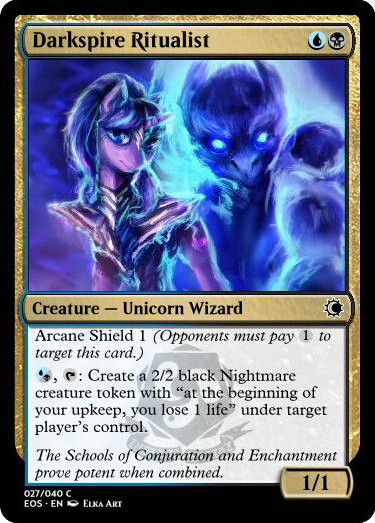 Darkspire Ritualist
Creature — Unicorn Wizard
Arcane Shield 1 (Opponents must pay 1 to
target this card.)
, : Create a 2/2 black Nightmare
creature token with “at the beginning of
your upkeep, you lose 1 life” under target
player's control.
The Schools of Conjuration and Enchantment
prove potent when combined.
1/1
027/040 C
EOS • EN Elka Art